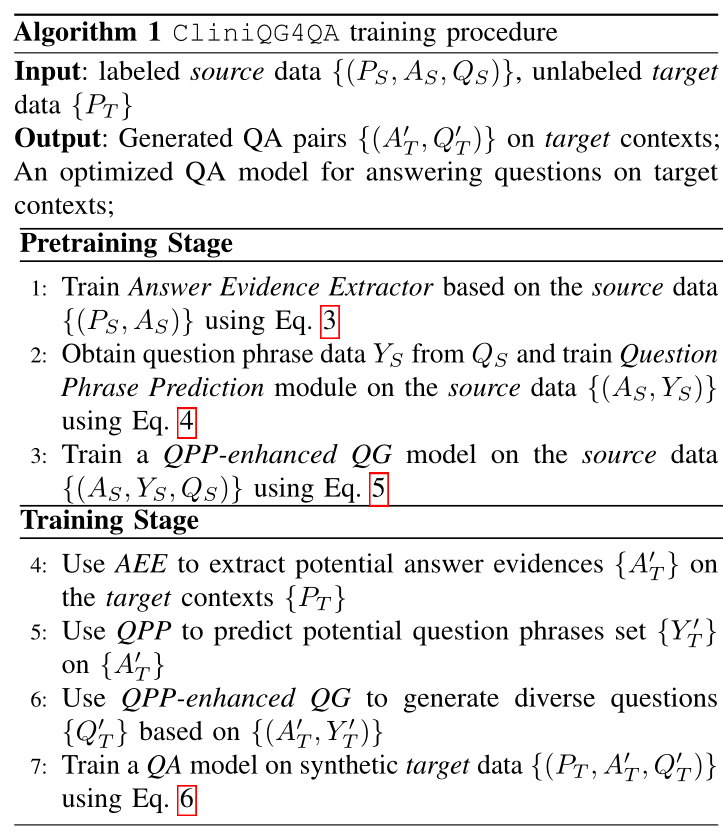 Algorithm 1 CliniQG4QA training procedure
Input: labeled source data {(P_S, A_S, Q_S)}, unlabeled target
data {P_T}
Output: Generated QA pairs {(A'_T, Q'_T)} on target contexts;
An optimized QA model for answering questions on target
contexts;
Pretraining Stage
1: Train Answer Evidence Extractor based on the source data
{(P_S, A_S)} using Eq. 3
2: Obtain question phrase data Y_S from Q_S and train Question
Phrase Prediction module on the source data {(A_S, Y_S)}
using Eq. 4
3: Train a QPP-enhanced QG model on the source data
{(A_S, Y_S, Q_S)} using Eq. 5
Training Stage
4: Use AEE to extract potential answer evidences {A'_T} on
the target contexts {P_T}
5: Use QPP to predict potential question phrases set {Y'_T}
on {A'_T}
6: Use QPP-enhanced QG to generate diverse questions
{Q'_T} based on {(A'_T, Y'_T)}
7: Train a QA model on synthetic target data {(P_T, A'_T, Q'_T)}
using Eq. 6